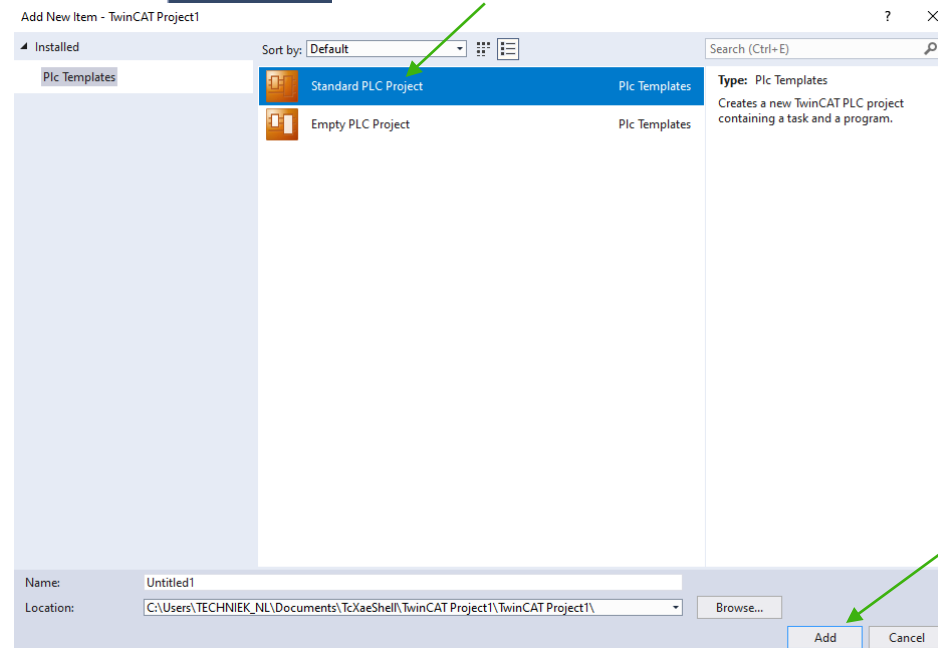 Add New Item - TwinCAT Project1 ?
Installed
Sort by: Default
Search (Ctrl+E)
Plc Templates
Standard PLC Project Plc Templates
Type: Plc Templates
Creates a new TwinCAT PLC project
containing a task and a program.
Empty PLC Project Plc Templates
Name: Untitled1
Location: C:\Users\TECHNIEK_NL\Documents\TcXaeShell\TwinCAT Project1\TwinCAT Project1\ Browse...
Add Cancel